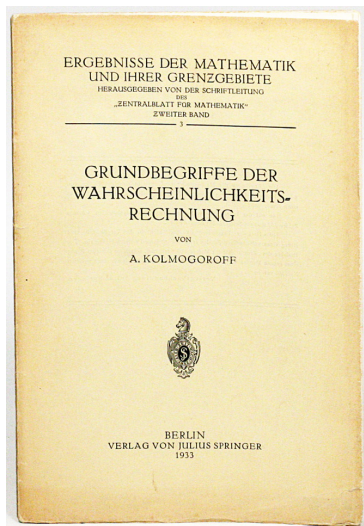 ERGEBNISSE DER MATHEMATIK
UND IHRER GRENZGEBIETE
HERAUSGEGEBEN VON DER SCHRIFTLEITUNG
DES
„ZENTRALBLATT FÜR MATHEMATIK“
ZWEITER BAND
3
GRUNDBEGRIFFE DER
WAHRSCHEINLICHKEITS-
RECHNUNG
VON
A. KOLMOGOROFF
BERLIN
VERLAG VON JULIUS SPRINGER
1933